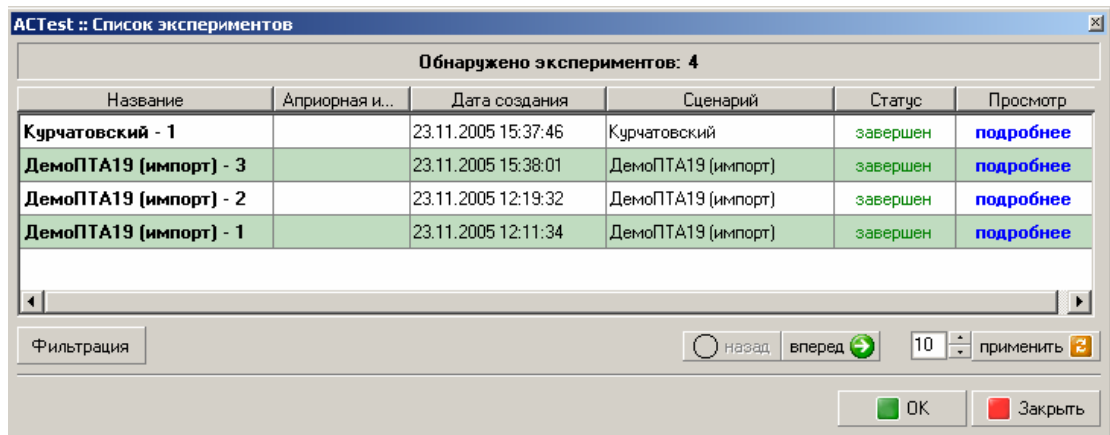 ACTest :: Список экспериментов
Обнаружено экспериментов: 4
Название Априорная и... Дата создания Сценарий Статус Просмотр
Курчатовский - 1 23.11.2005 15:37:46 Курчатовский завершен подробнее
ДемоПТА19 (импорт) - 3 23.11.2005 15:38:01 ДемоПТА19 (импорт) завершен подробнее
ДемоПТА19 (импорт) - 2 23.11.2005 12:19:32 ДемоПТА19 (импорт) завершен подробнее
ДемоПТА19 (импорт) - 1 23.11.2005 12:11:34 ДемоПТА19 (импорт) завершен подробнее
Фильтрация назад вперед 10 применить
OK Закрыть